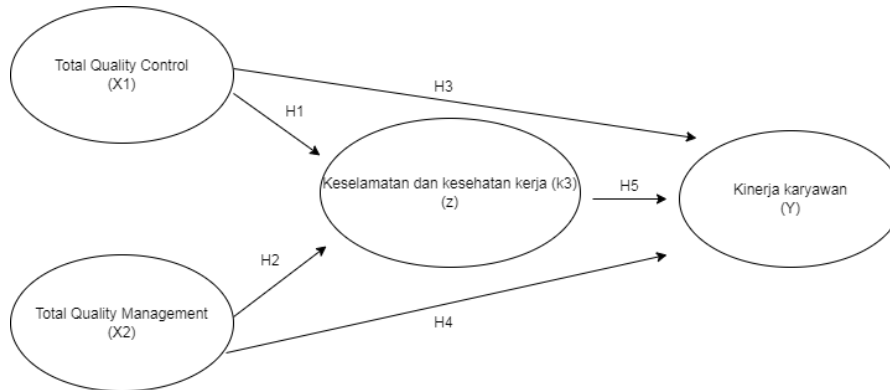 Total Quality Control
(X1)
H3
H1
Keselamatan dan kesehatan kerja (k3)
(z)
H5
Kinerja karyawan
(Y)
H2
Total Quality Management
(X2)
H4